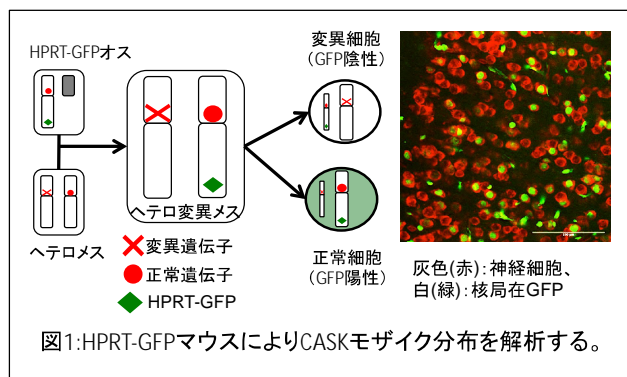 HPRT-GFPオス
変異細胞
(GFP陰性)
ヘテロ変異メス
ヘテロメス
変異遺伝子
正常遺伝子
HPRT-GFP
正常細胞
(GFP陽性)
灰色(赤):神経細胞、
白(緑):核局在GFP
図1:HPRT-GFPマウスによりCASKモザイク分布を解析する。